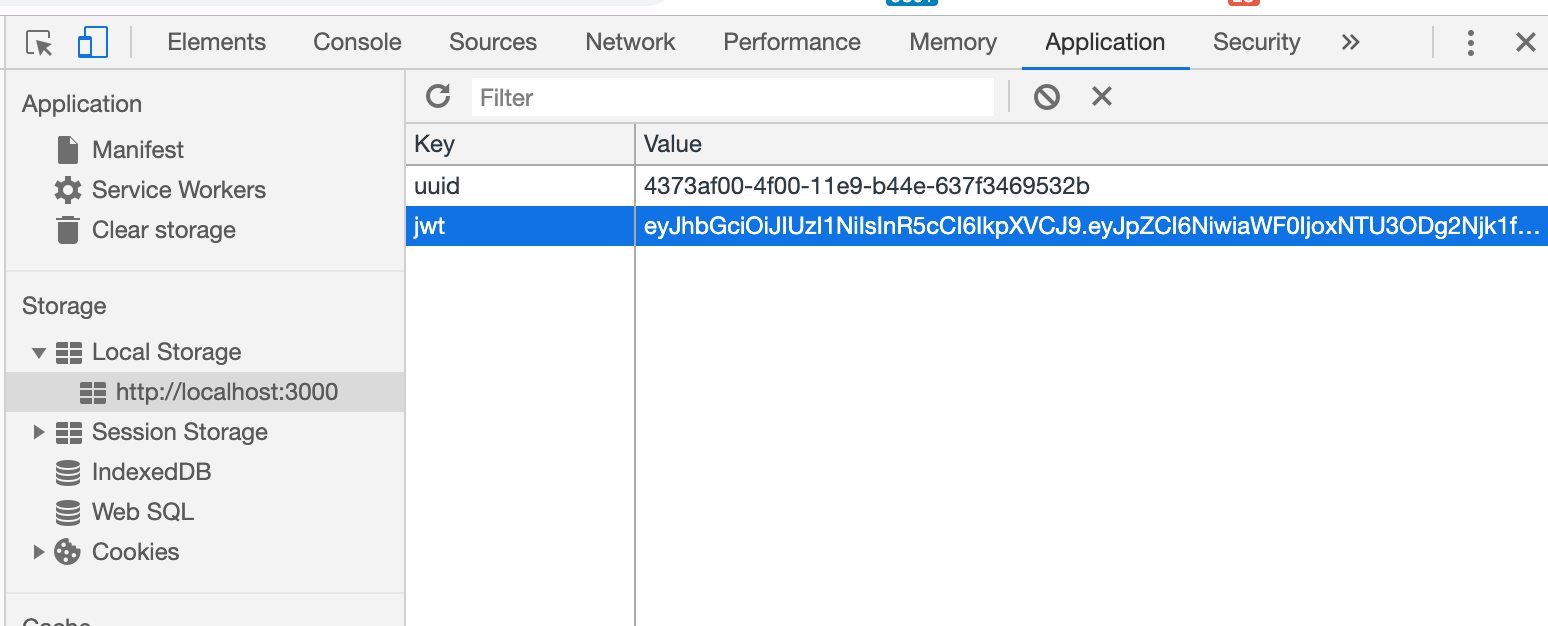 Elements Console Sources Network Performance Memory Application Security »
Application
Manifest
Service Workers
Clear storage
Storage
Local Storage
http://localhost:3000
Session Storage
IndexedDB
Web SQL
Cookies
Filter
Key Value
uuid 4373af00-4f00-11e9-b44e-637f3469532b
jwt eyJhbGciOiJIUzI1NiIsInR5cCI6IkpXVCJ9.eyJpZCI6NiwiaWF0IjoxNTU3ODg2Njk1f…